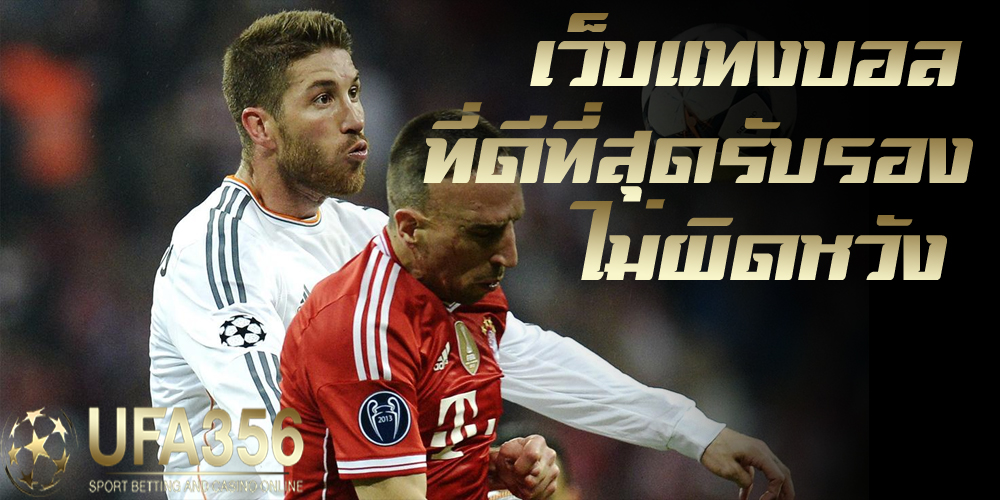 เว็บแทงบอล
ที่ดีที่สุดรับรอง
ไม่ผิดหวัง
2013
T
UFA356
SPORT BETTING AND CASINO ONLINE